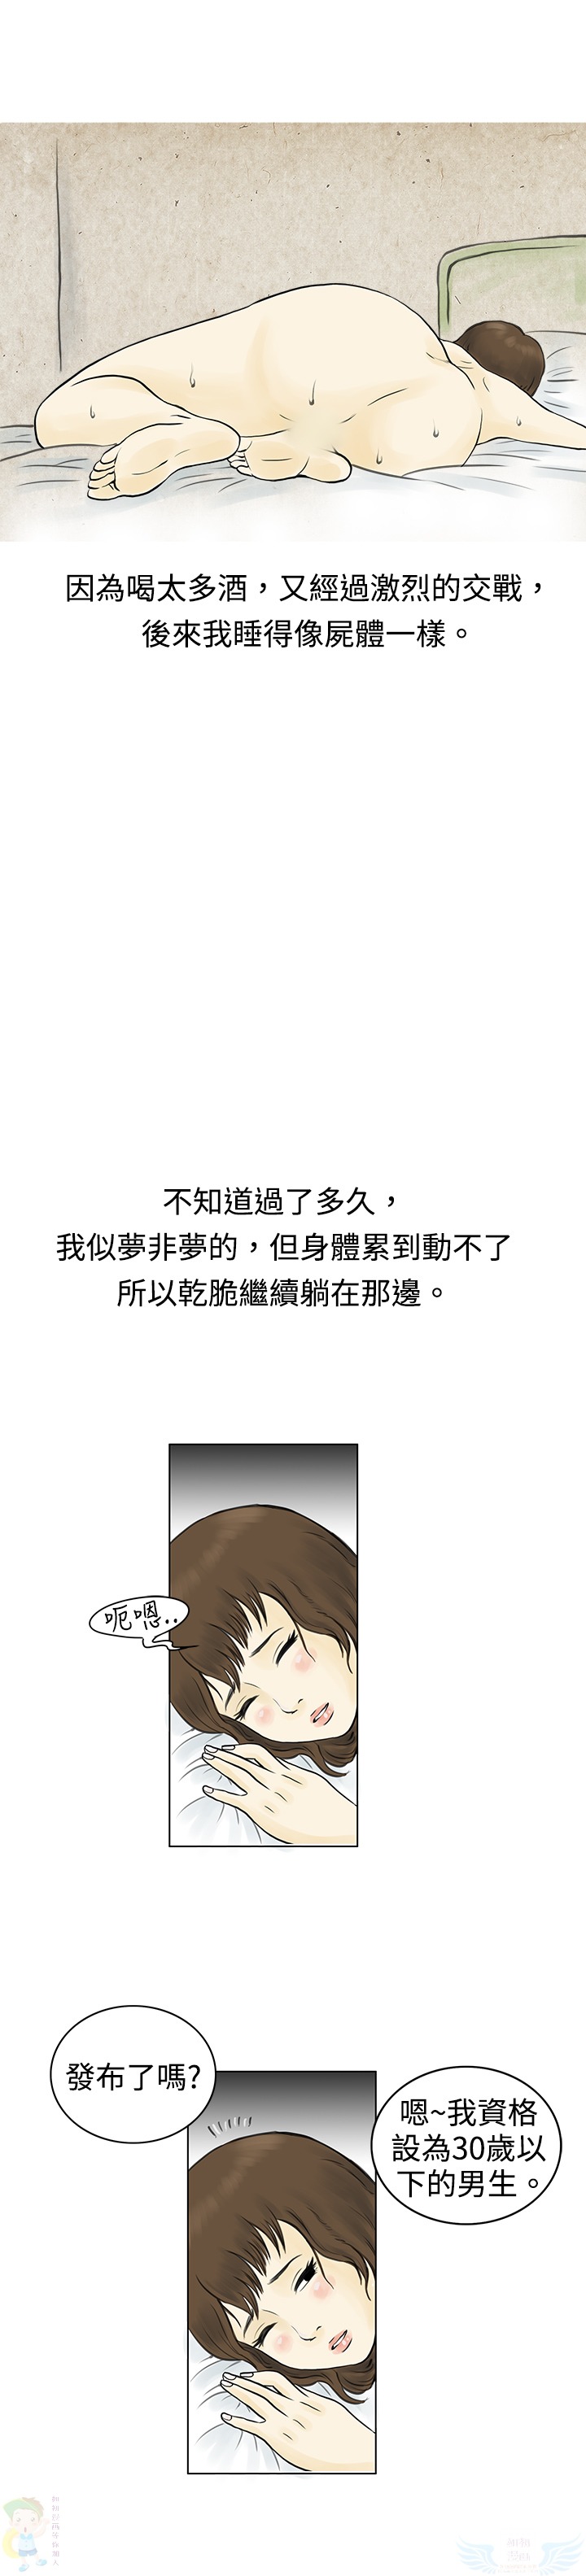 因為喝太多酒，又經過激烈的交戰，
後來我睡得像屍體一樣。
不知道過了多久，
我似夢非夢的，但身體累到動不了
所以乾脆繼續躺在那邊。
呃嗯..
發布了嗎?
嗯~我資格
設為30歲以
下的男生。